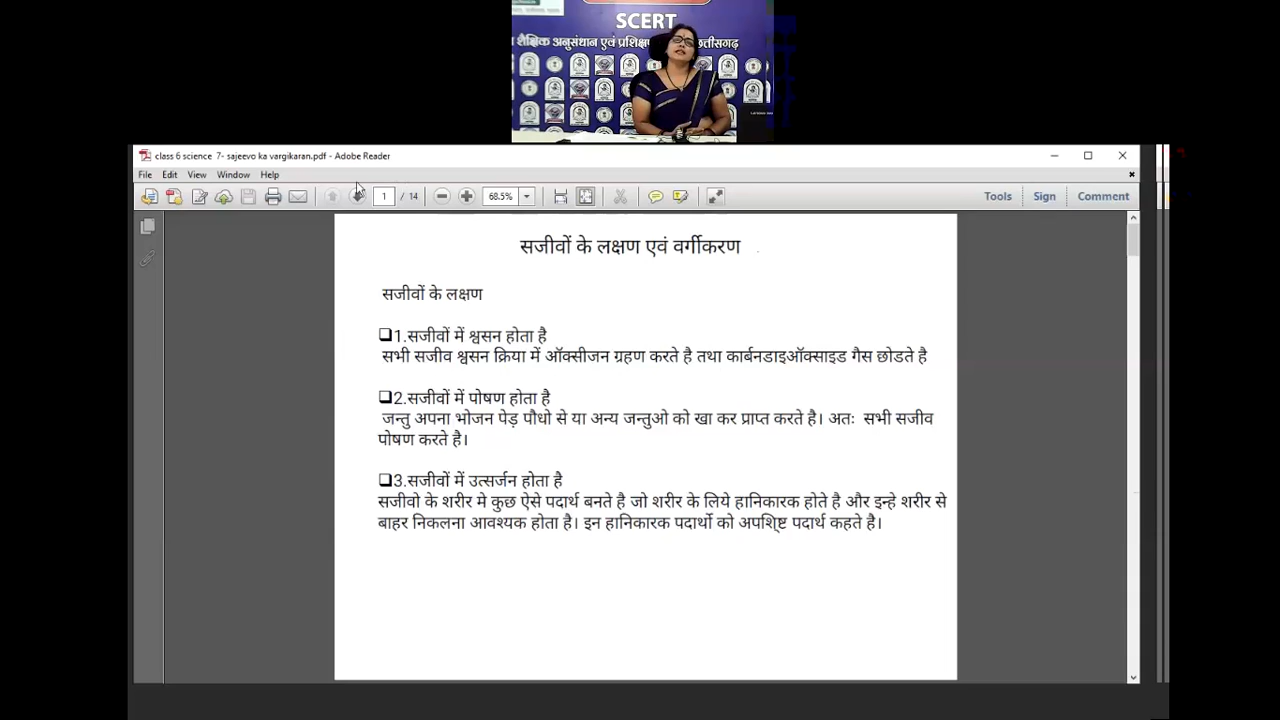 SCERT
शैक्षिक अनुसंधान एवं प्रशिक्षण
छत्तीसगढ़
class 6 science 7- sajeevo ka vargikaran.pdf - Adobe Reader
File Edit View Window Help
1 / 14 68.5% Tools Sign Comment
सजीवों के लक्षण एवं वर्गीकरण
सजीवों के लक्षण
❑1.सजीवों में श्वसन होता है
सभी सजीव श्वसन क्रिया में ऑक्सीजन ग्रहण करते है तथा कार्बनडाइऑक्साइड गैस छोडते है
❑2.सजीवों में पोषण होता है
जन्तु अपना भोजन पेड़ पौधो से या अन्य जन्तुओ को खा कर प्राप्त करते है। अतः सभी सजीव
पोषण करते है।
❑3.सजीवों में उत्सर्जन होता है
सजीवो के शरीर मे कुछ ऐसे पदार्थ बनते है जो शरीर के लिये हानिकारक होते है और इन्हे शरीर से
बाहर निकलना आवश्यक होता है। इन हानिकारक पदार्थो को अपशि्ष्ट पदार्थ कहते है।